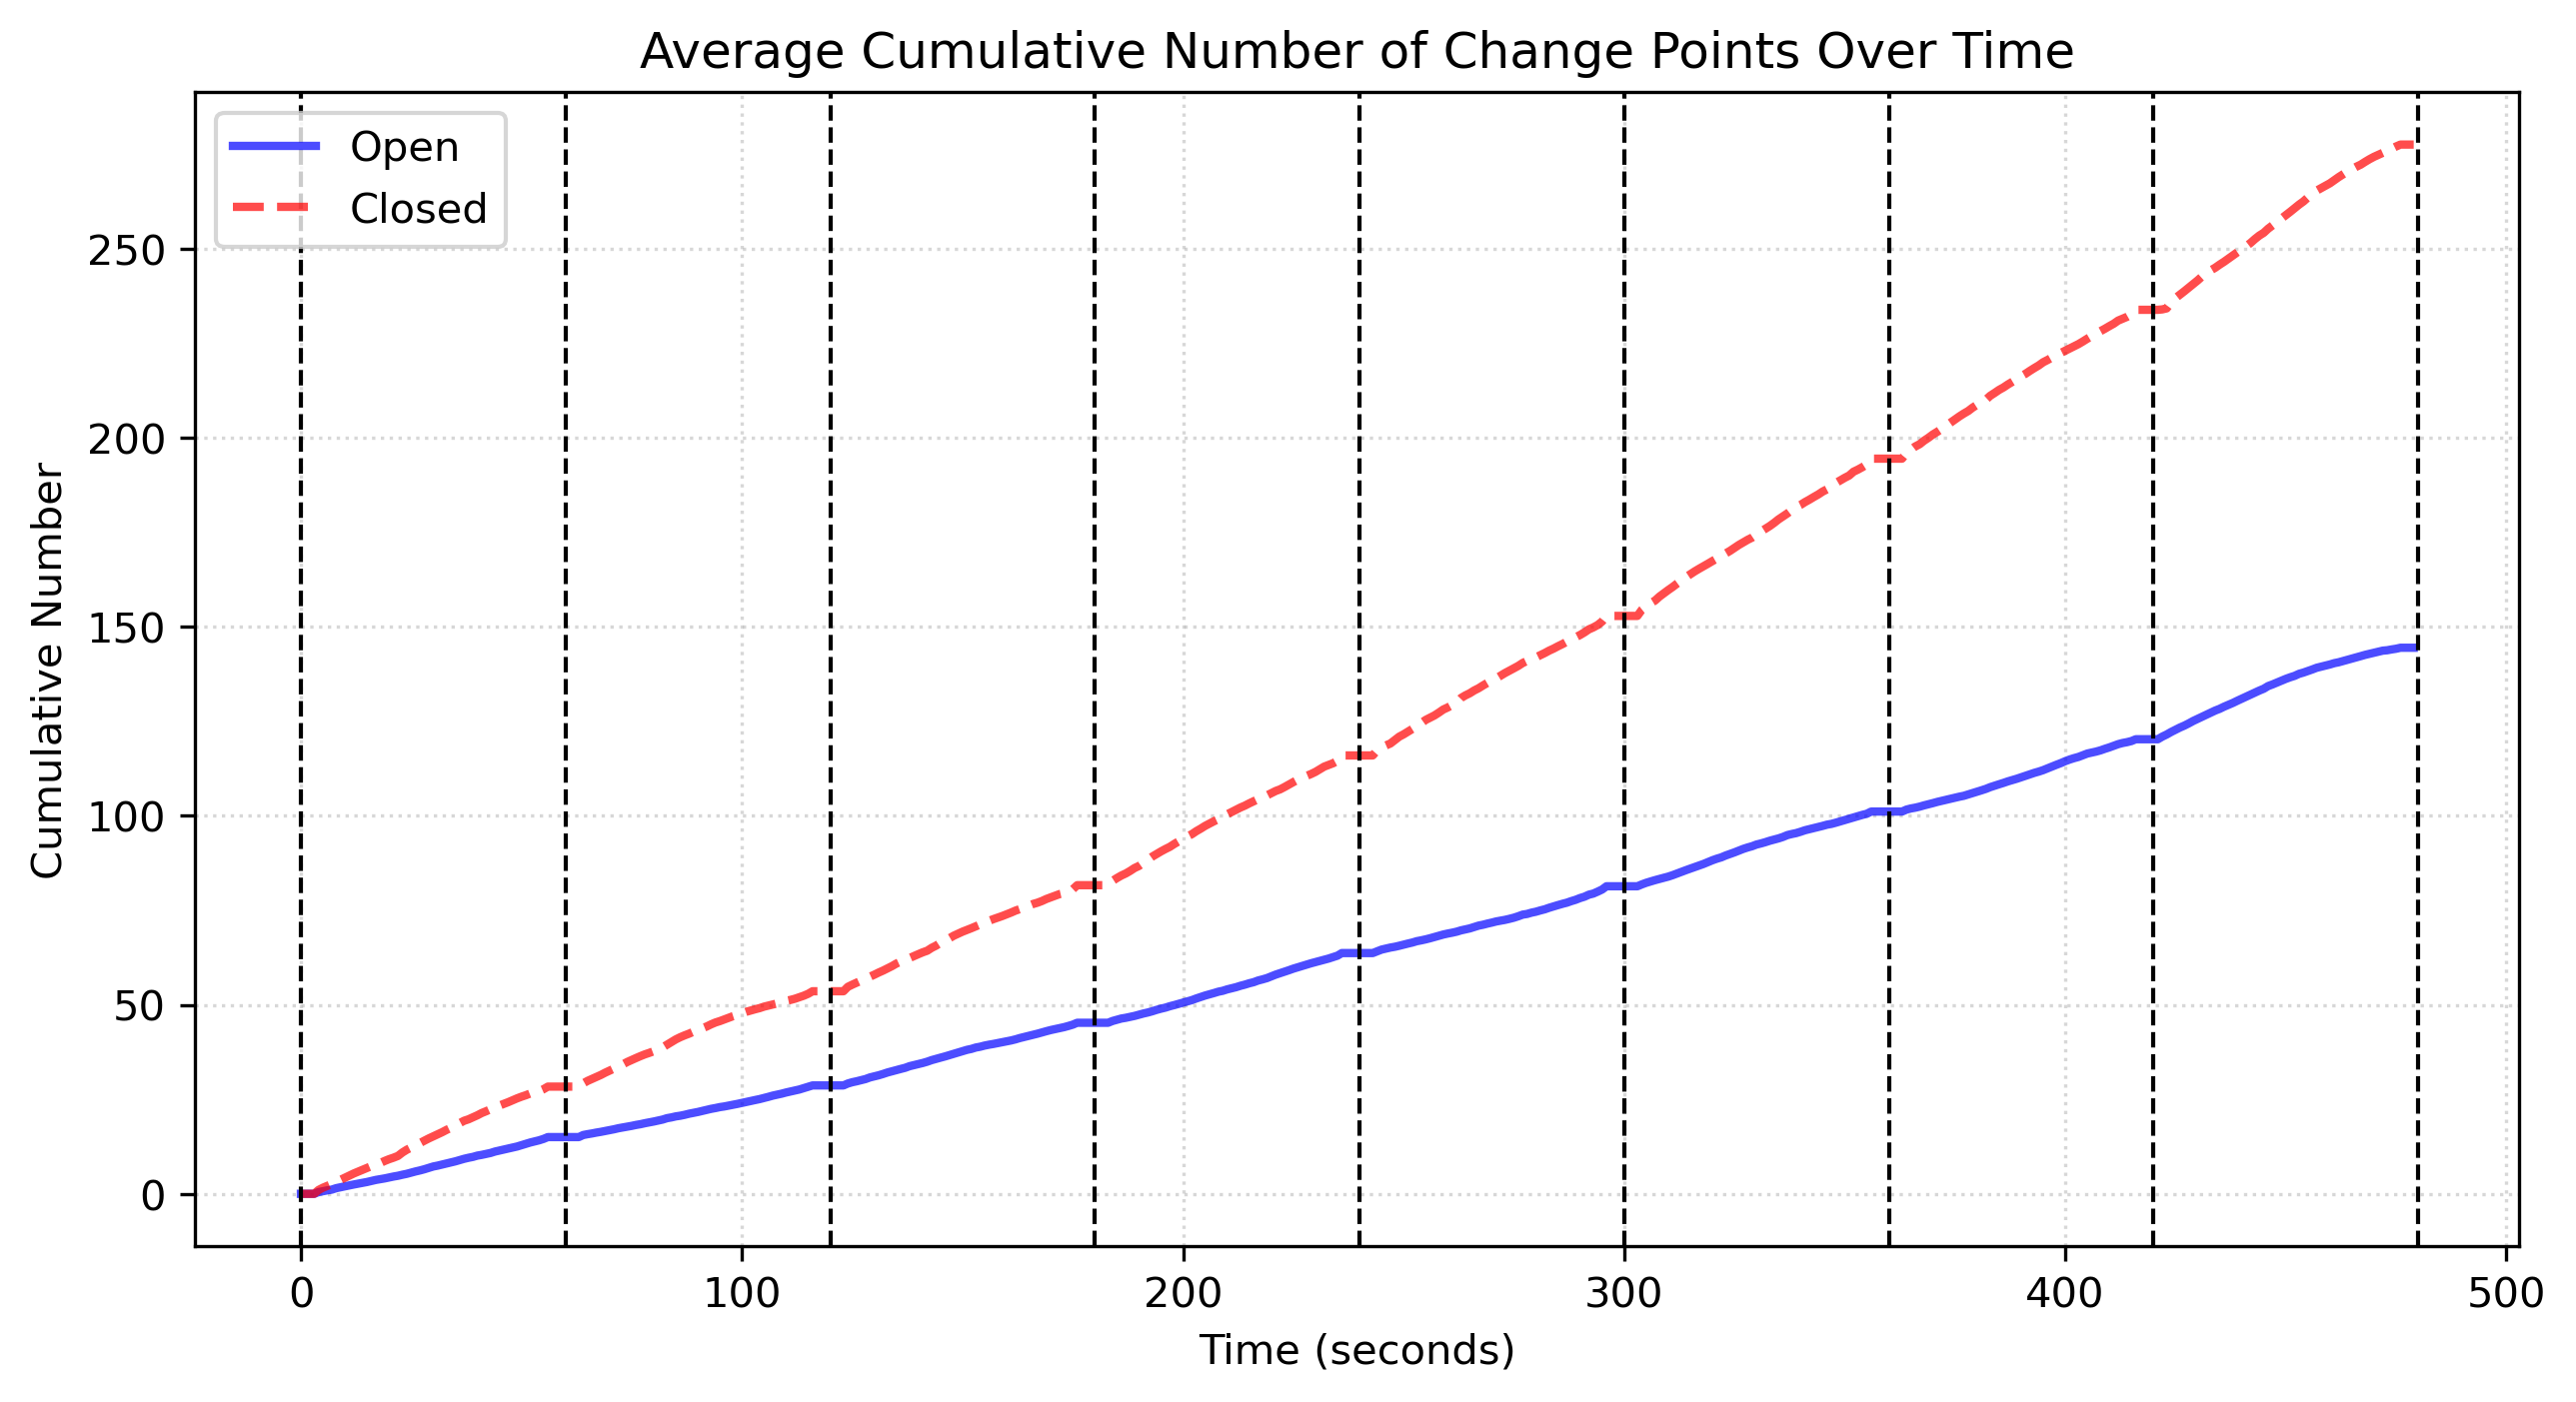 Average Cumulative Number of Change Points Over Time
Open
Closed
Cumulative Number
250
200
150
100
50
0
0 100 200 300 400 500
Time (seconds)